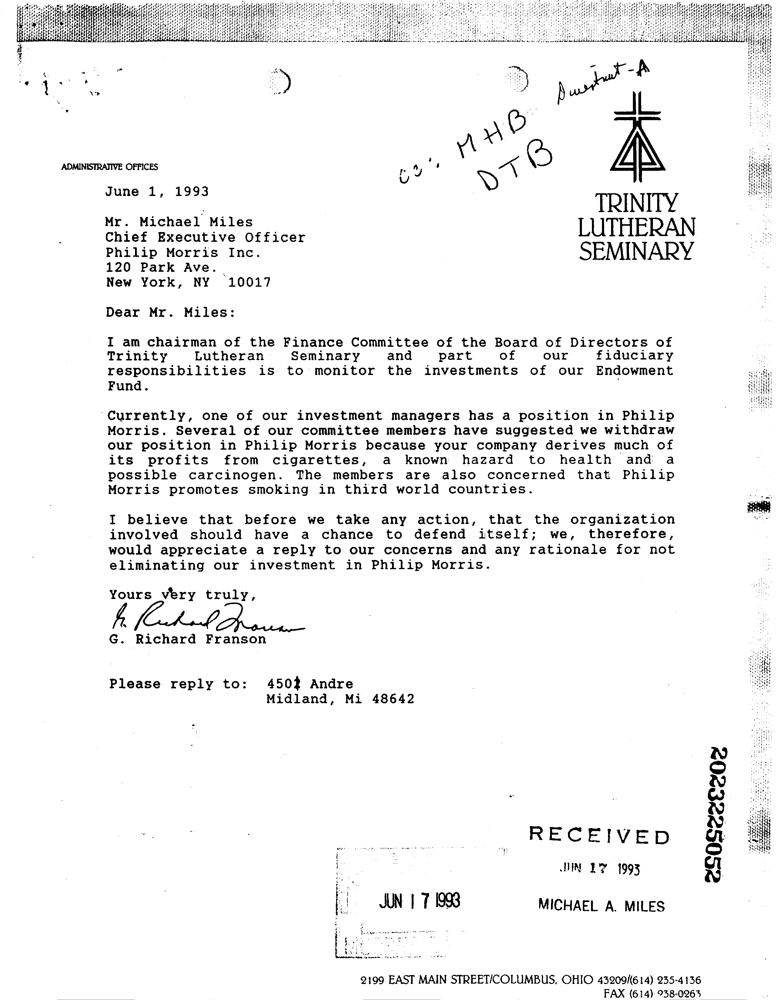 Divestment-A
cc: MHB
DTB
ADMINISTRATIVE OFFICES
TRINITY
LUTHERAN
SEMINARY
June 1, 1993
Mr. Michael Miles
Chief Executive Officer
Philip Morris Inc.
120 Park Ave.
New York, NY 10017
Dear Mr. Miles:
I am chairman of the Finance Committee of the Board of Directors of
Trinity Lutheran Seminary and part of our fiduciary
responsibilities is to monitor the investments of our Endowment
Fund.
Currently, one of our investment managers has a position in Philip
Morris. Several of our committee members have suggested we withdraw
our position in Philip Morris because your company derives much of
its profits from cigarettes, a known hazard to health and a
possible carcinogen. The members are also concerned that Philip
Morris promotes smoking in third world countries.
I believe that before we take any action, that the organization
involved should have a chance to defend itself; we, therefore,
would appreciate a reply to our concerns and any rationale for not
eliminating our investment in Philip Morris.
Yours very truly,
G. Richard Franson
G. Richard Franson
Please reply to: 4501 Andre
Midland, Mi 48642
2023225052
RECEIVED
JUN 17 1993
JUN 17 1993
MICHAEL A. MILES
2199 EAST MAIN STREET/COLUMBUS, OHIO 43209/(614) 235-4136
FAX (614) 938-0263